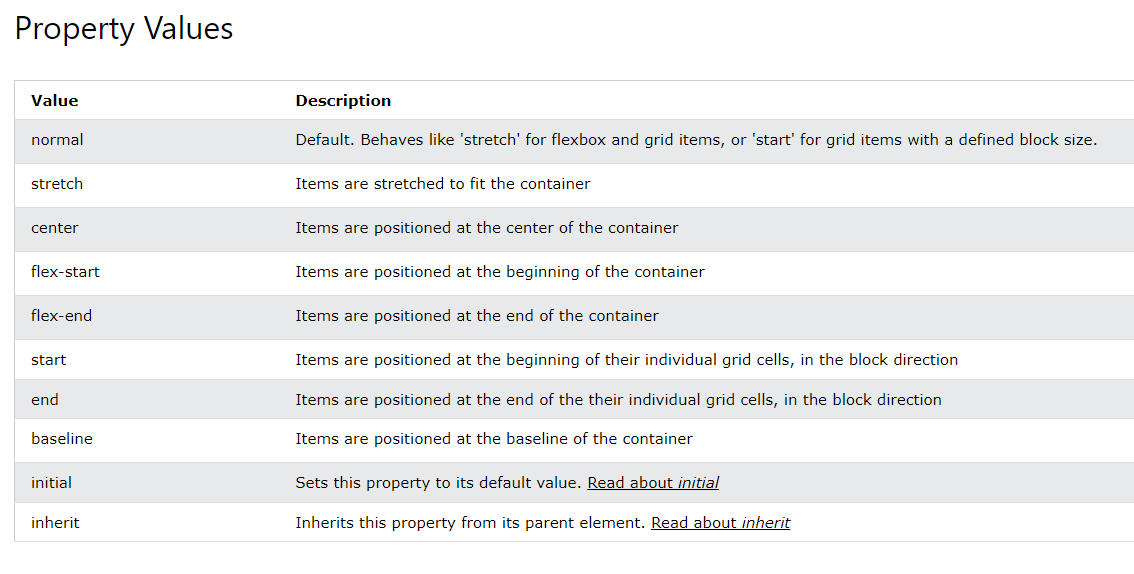 Property Values
Value Description
normal Default. Behaves like 'stretch' for flexbox and grid items, or 'start' for grid items with a defined block size.
stretch Items are stretched to fit the container
center Items are positioned at the center of the container
flex-start Items are positioned at the beginning of the container
flex-end Items are positioned at the end of the container
start Items are positioned at the beginning of their individual grid cells, in the block direction
end Items are positioned at the end of the their individual grid cells, in the block direction
baseline Items are positioned at the baseline of the container
initial Sets this property to its default value. Read about initial
inherit Inherits this property from its parent element. Read about inherit